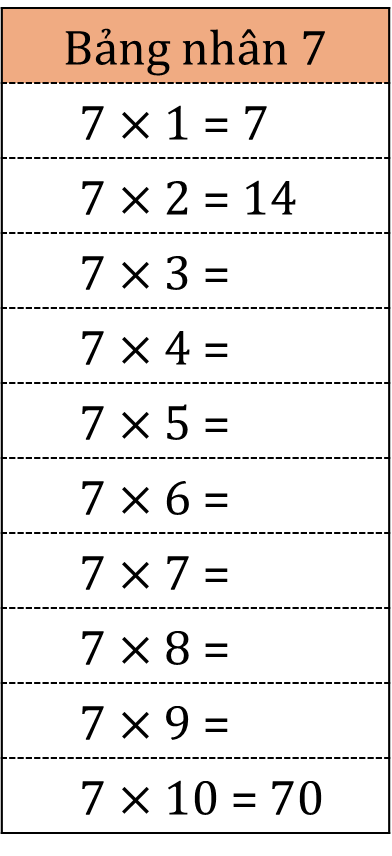 Bảng nhân 7
7 × 1 = 7
7 × 2 = 14
7 × 3 =
7 × 4 =
7 × 5 =
7 × 6 =
7 × 7 =
7 × 8 =
7 × 9 =
7 × 10 = 70